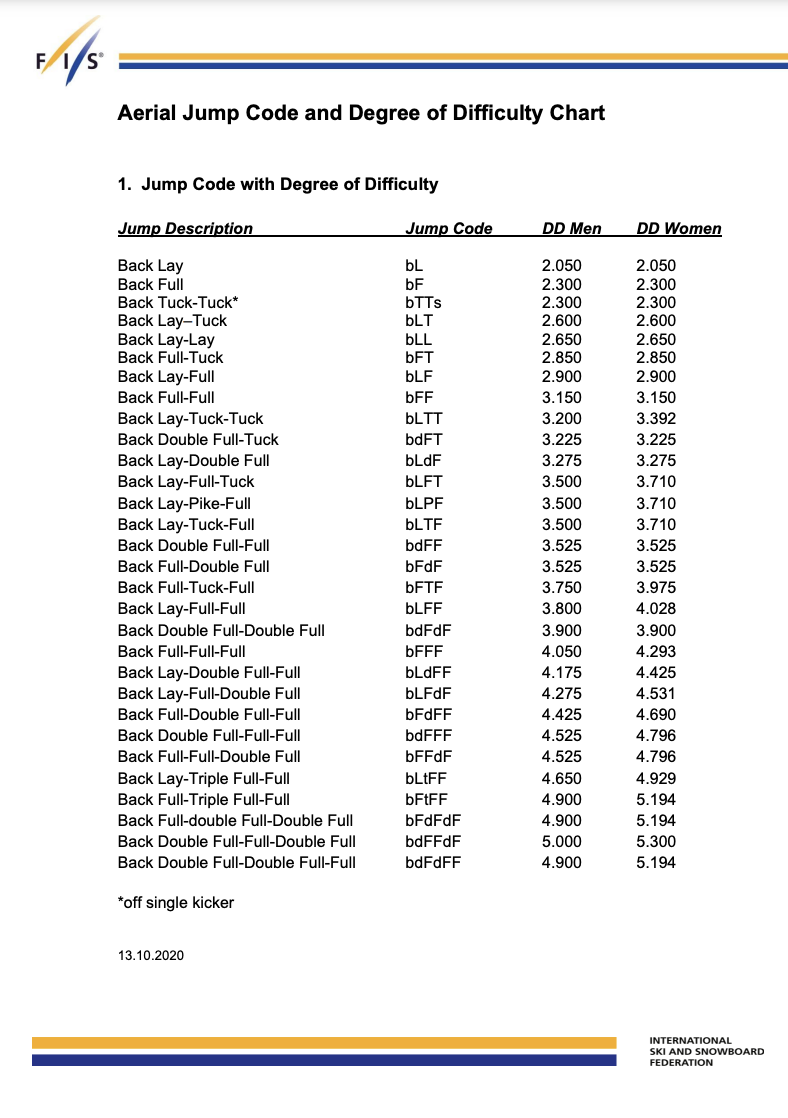 FIS®
Aerial Jump Code and Degree of Difficulty Chart
1. Jump Code with Degree of Difficulty
Jump Description Jump Code DD Men DD Women
Back Lay bL 2.050 2.050
Back Full bF 2.300 2.300
Back Tuck-Tuck* bTTs 2.300 2.300
Back Lay–Tuck bLT 2.600 2.600
Back Lay-Lay bLL 2.650 2.650
Back Full-Tuck bFT 2.850 2.850
Back Lay-Full bLF 2.900 2.900
Back Full-Full bFF 3.150 3.150
Back Lay-Tuck-Tuck bLTT 3.200 3.392
Back Double Full-Tuck bdFT 3.225 3.225
Back Lay-Double Full bLdF 3.275 3.275
Back Lay-Full-Tuck bLFT 3.500 3.710
Back Lay-Pike-Full bLPF 3.500 3.710
Back Lay-Tuck-Full bLTF 3.500 3.710
Back Double Full-Full bdFF 3.525 3.525
Back Full-Double Full bFdF 3.525 3.525
Back Full-Tuck-Full bFTF 3.750 3.975
Back Lay-Full-Full bLFF 3.800 4.028
Back Double Full-Double Full bdFdF 3.900 3.900
Back Full-Full-Full bFFF 4.050 4.293
Back Lay-Double Full-Full bLdFF 4.175 4.425
Back Lay-Full-Double Full bLFdF 4.275 4.531
Back Full-Double Full-Full bFdFF 4.425 4.690
Back Double Full-Full-Full bdFFF 4.525 4.796
Back Full-Full-Double Full bFFdF 4.525 4.796
Back Lay-Triple Full-Full bLtFF 4.650 4.929
Back Full-Triple Full-Full bFtFF 4.900 5.194
Back Full-double Full-Double Full bFdFdF 4.900 5.194
Back Double Full-Full-Double Full bdFFdF 5.000 5.300
Back Double Full-Double Full-Full bdFdFF 4.900 5.194
*off single kicker
13.10.2020
INTERNATIONAL
SKI AND SNOWBOARD
FEDERATION